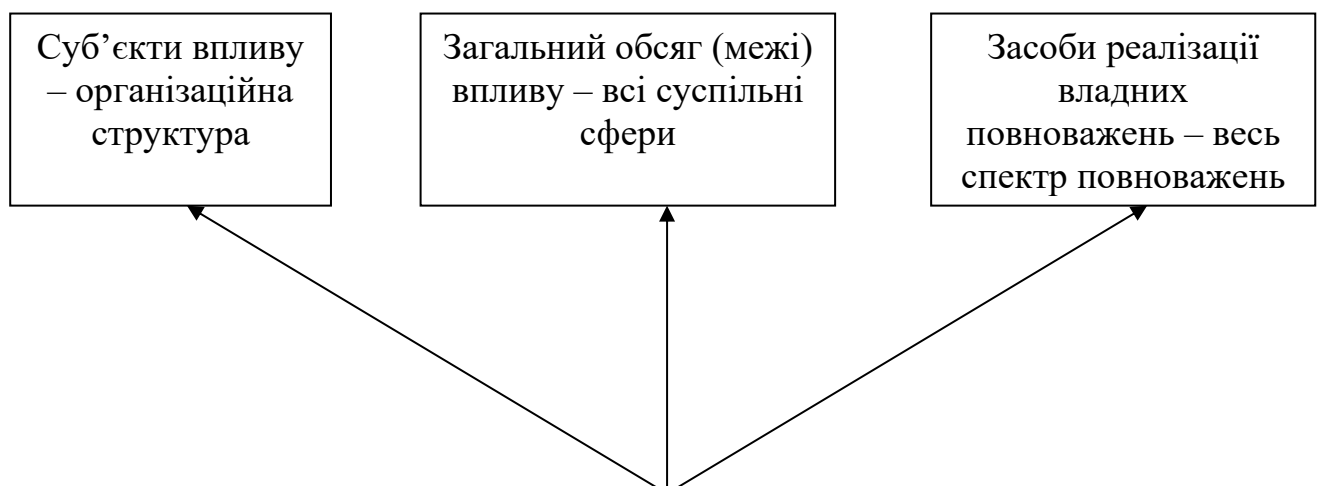 Суб’єкти впливу
– організаційна
структура
Загальний обсяг (межі)
впливу – всі суспільні
сфери
Засоби реалізації
владних
повноважень – весь
спектр повноважень